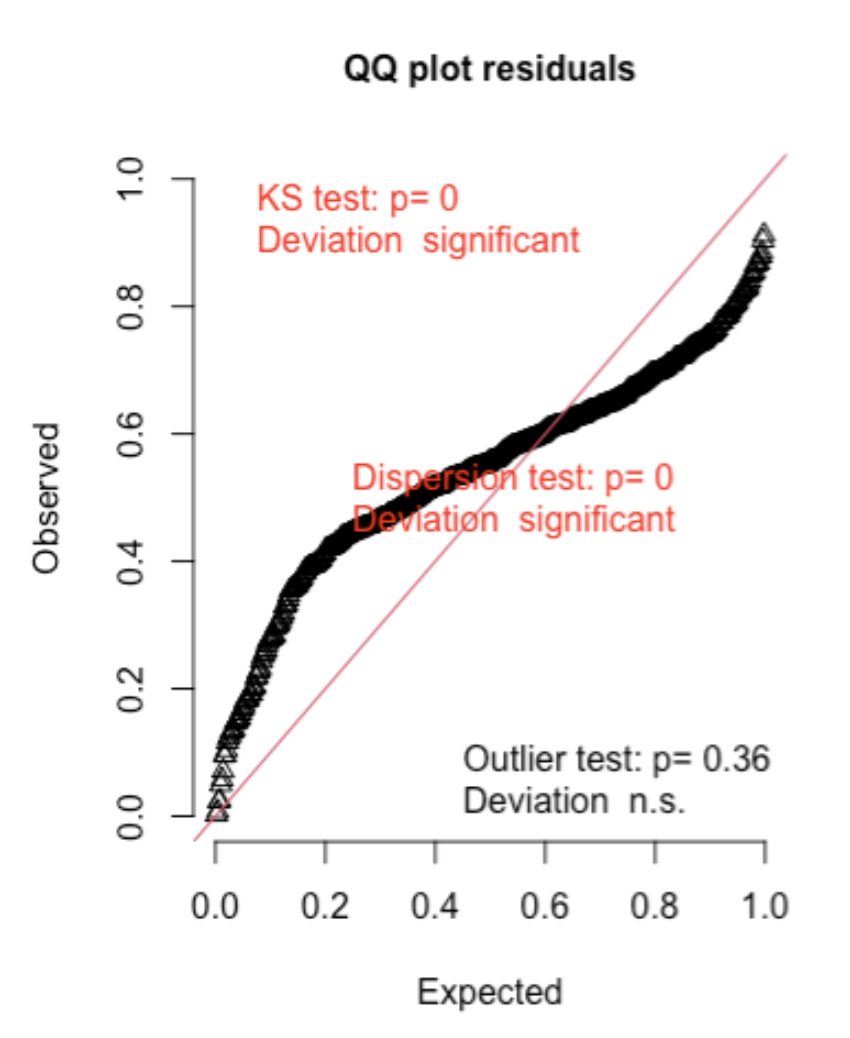 QQ plot residuals
KS test: p= 0
Deviation  significant
Dispersion test: p= 0
Deviation  significant
Outlier test: p= 0.36
Deviation  n.s.
Observed
1.0
0.8
0.6
0.4
0.2
0.0
0.0 0.2 0.4 0.6 0.8 1.0
Expected